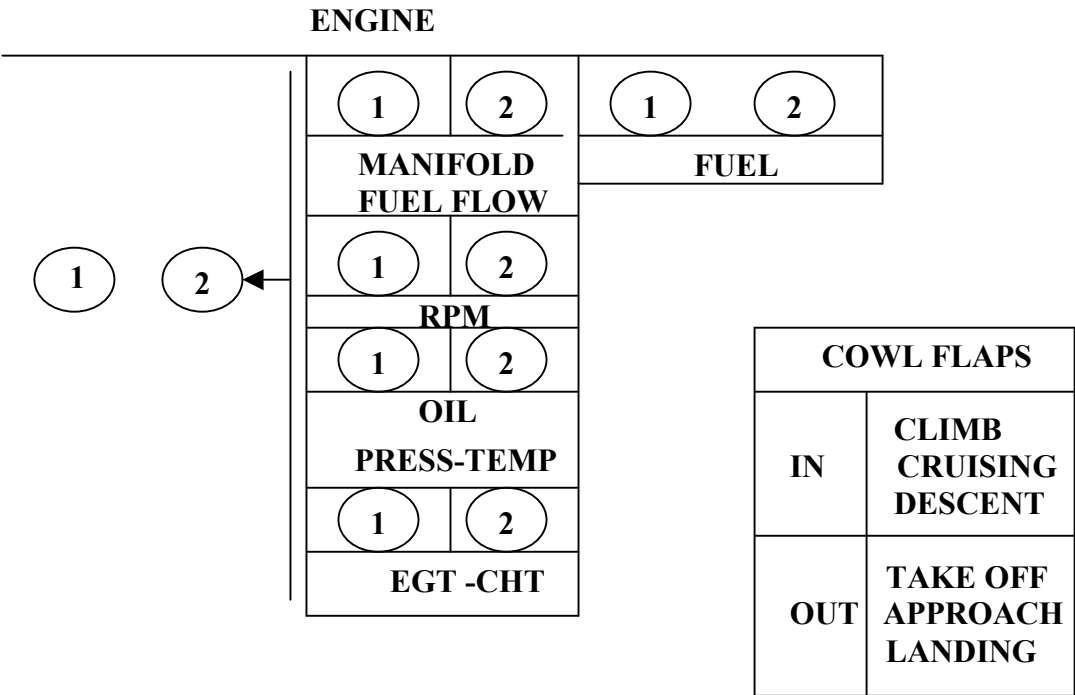 ENGINE
1 2 1 2
MANIFOLD
FUEL FLOW
FUEL
1 2
1 2
RPM
1 2
OIL
PRESS-TEMP
1 2
EGT -CHT
COWL FLAPS
IN
CLIMB
CRUISING
DESCENT
OUT
TAKE OFF
APPROACH
LANDING